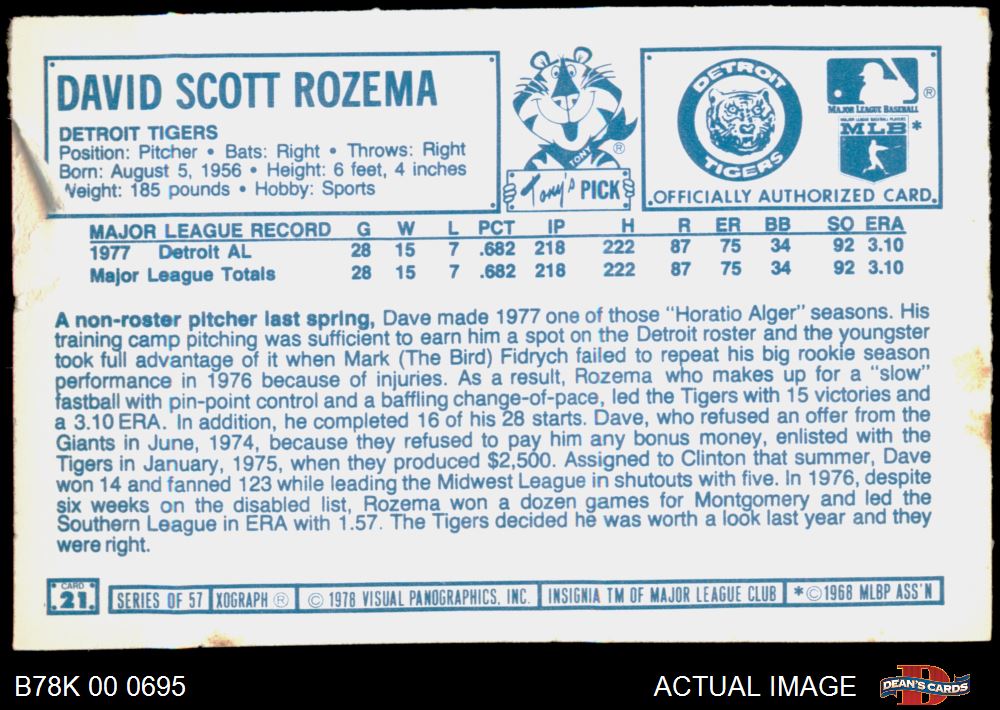 DAVID SCOTT ROZEMA
DETROIT TIGERS
Position: Pitcher • Bats: Right • Throws: Right
Born: August 5, 1956 • Height: 6 feet, 4 inches
Weight: 185 pounds • Hobby: Sports
TONY
®
Tony's PICK
DETROIT
TIGERS
®
MAJOR LEAGUE BASEBALL
MAJOR LEAGUE BASEBALL PLAYERS
MLB *
OFFICIALLY AUTHORIZED CARD.
MAJOR LEAGUE RECORD G W L PCT IP H R ER BB SO ERA
1977 Detroit AL 28 15 7 .682 218 222 87 75 34 92 3.10
Major League Totals 28 15 7 .682 218 222 87 75 34 92 3.10
A non-roster pitcher last spring, Dave made 1977 one of those "Horatio Alger" seasons. His
training camp pitching was sufficient to earn him a spot on the Detroit roster and the youngster
took full advantage of it when Mark (The Bird) Fidrych failed to repeat his big rookie season
performance in 1976 because of injuries. As a result, Rozema who makes up for a "slow"
fastball with pin-point control and a baffling change-of-pace, led the Tigers with 15 victories and
a 3.10 ERA. In addition, he completed 16 of his 28 starts. Dave, who refused an offer from the
Giants in June, 1974, because they refused to pay him any bonus money, enlisted with the
Tigers in January, 1975, when they produced $2,500. Assigned to Clinton that summer, Dave
won 14 and fanned 123 while leading the Midwest League in shutouts with five. In 1976, despite
six weeks on the disabled list, Rozema won a dozen games for Montgomery and led the
Southern League in ERA with 1.57. The Tigers decided he was worth a look last year and they
were right.
CARD
21
SERIES OF 57 XOGRAPH ® © 1978 VISUAL PANOGRAPHICS, INC. INSIGNIA TM OF MAJOR LEAGUE CLUB *©1968 MLBP ASS'N
B78K 00 0695 ACTUAL IMAGE
D
DEAN'S CARDS